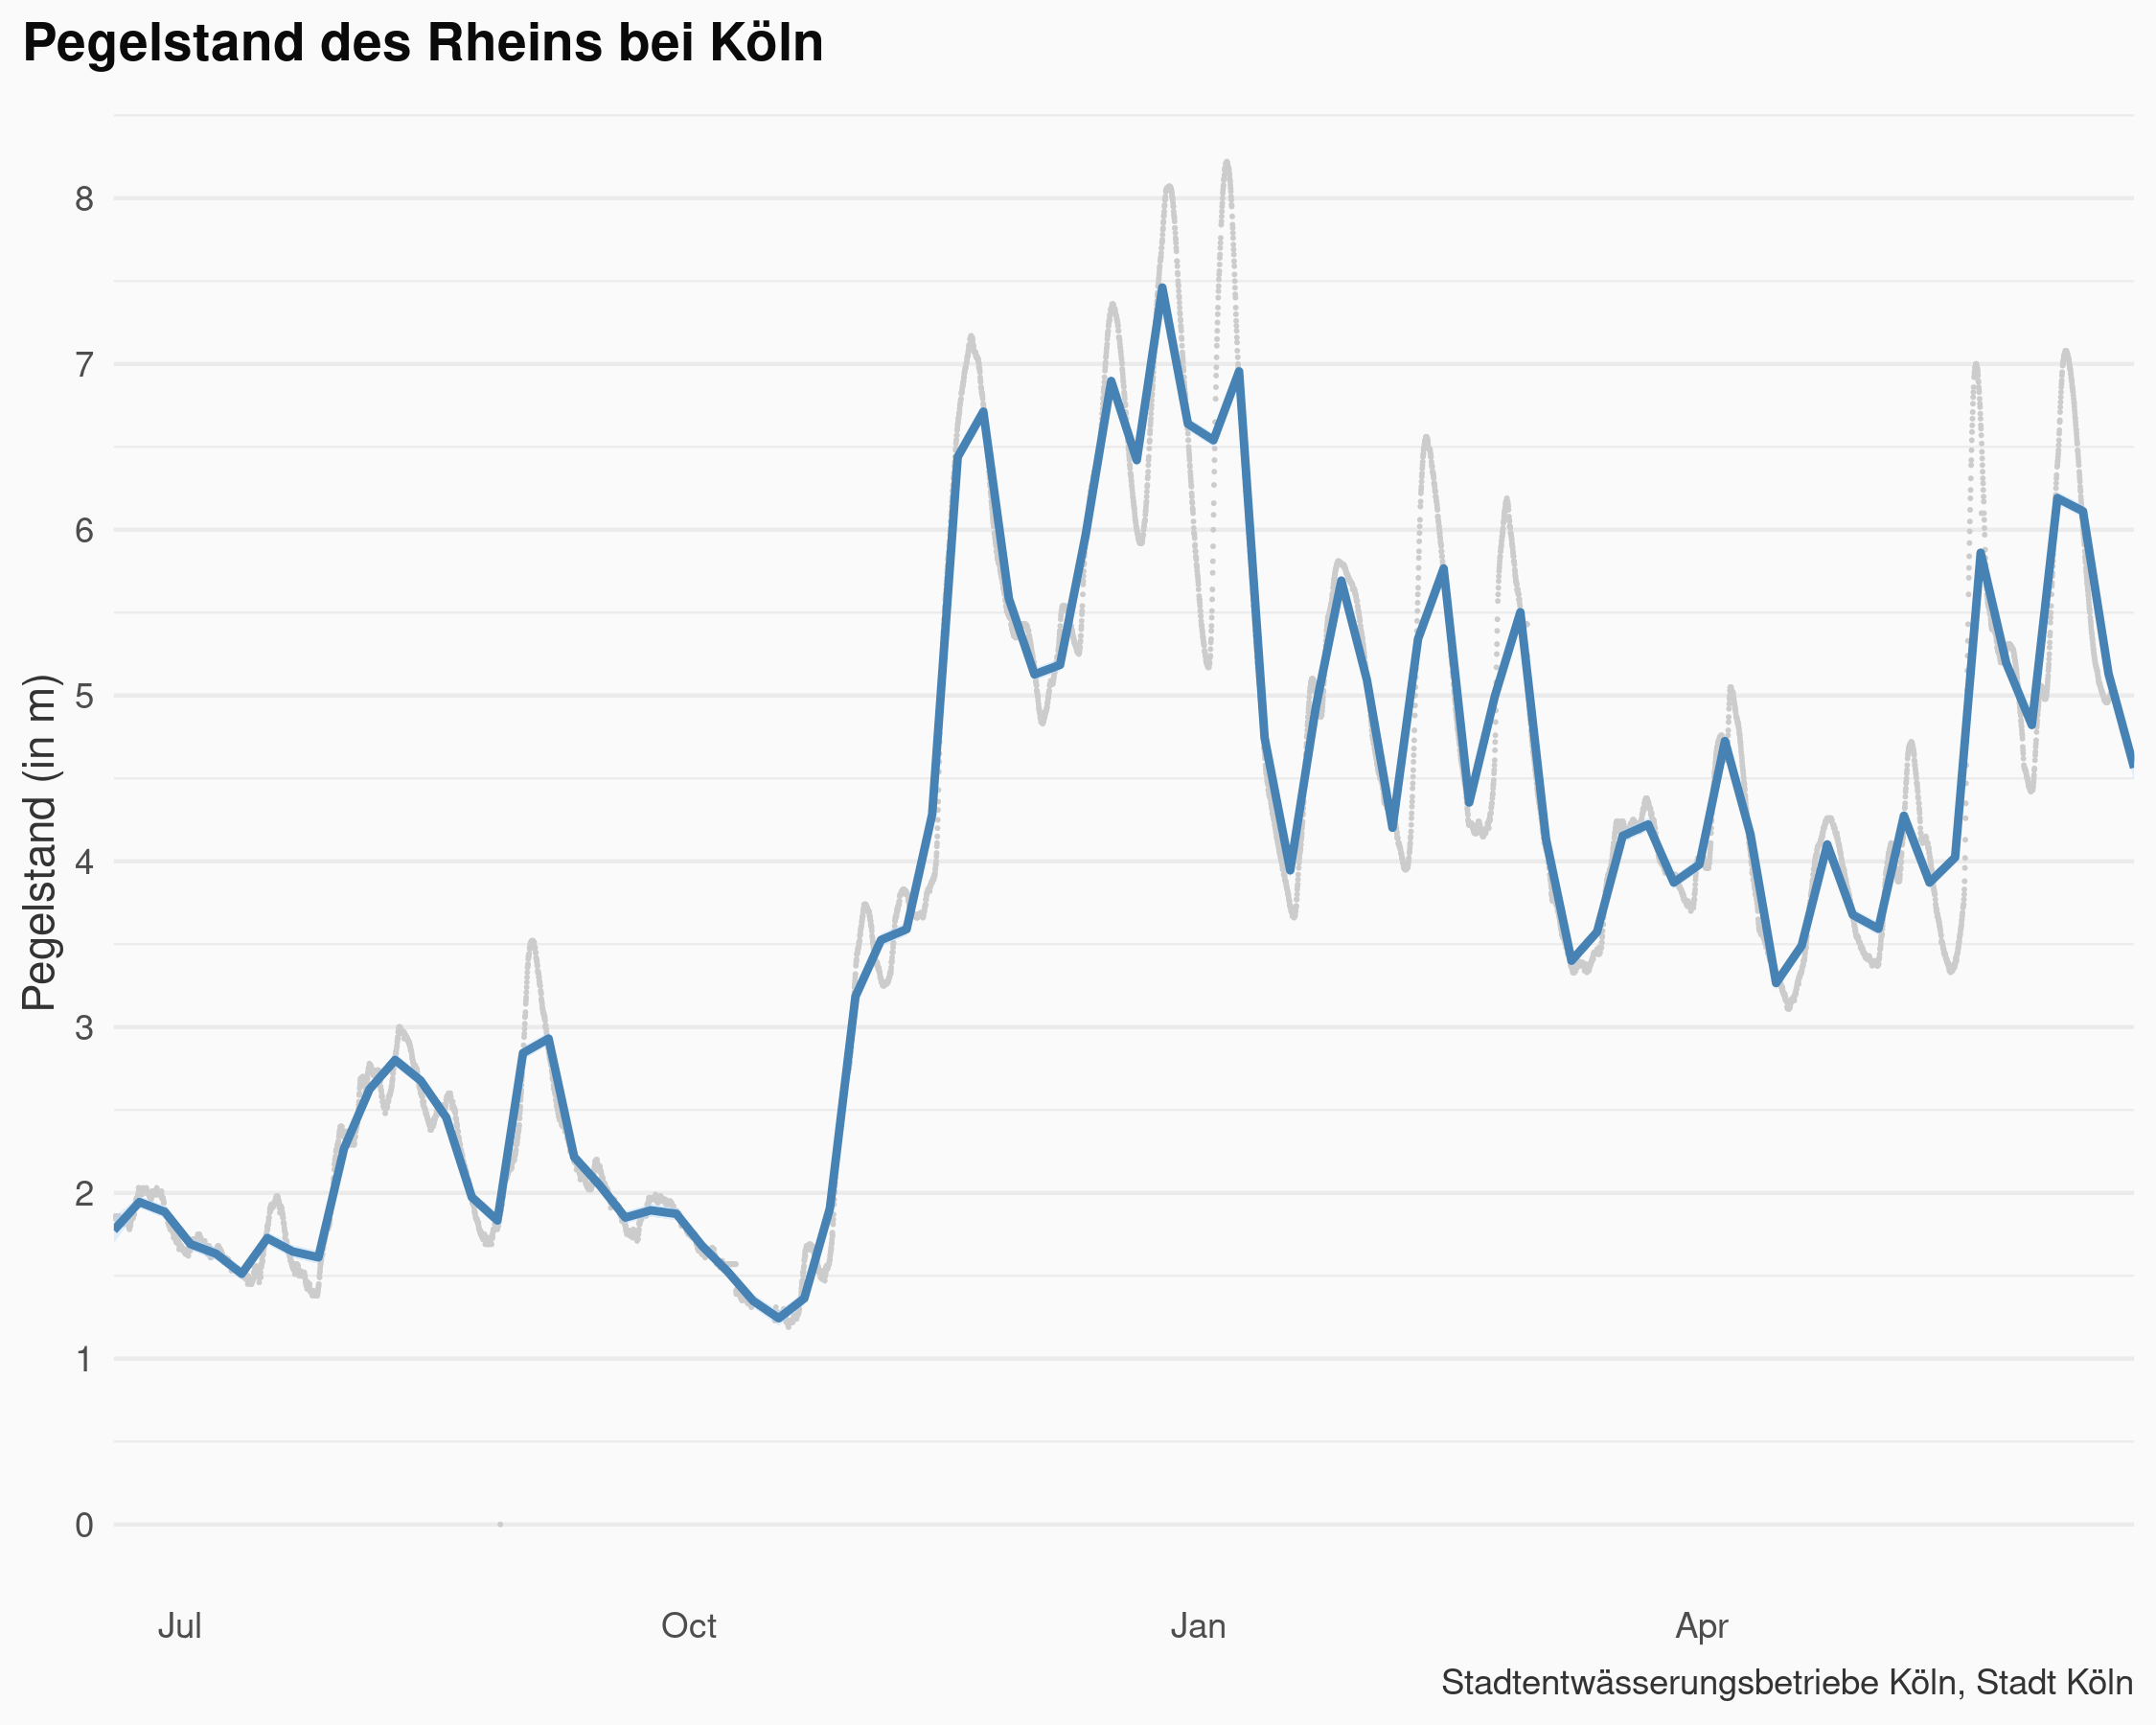 Pegelstand des Rheins bei Köln
Pegelstand (in m)
8
7
6
5
4
3
2
1
0
Jul Oct Jan Apr
Stadtentwässerungsbetriebe Köln, Stadt Köln